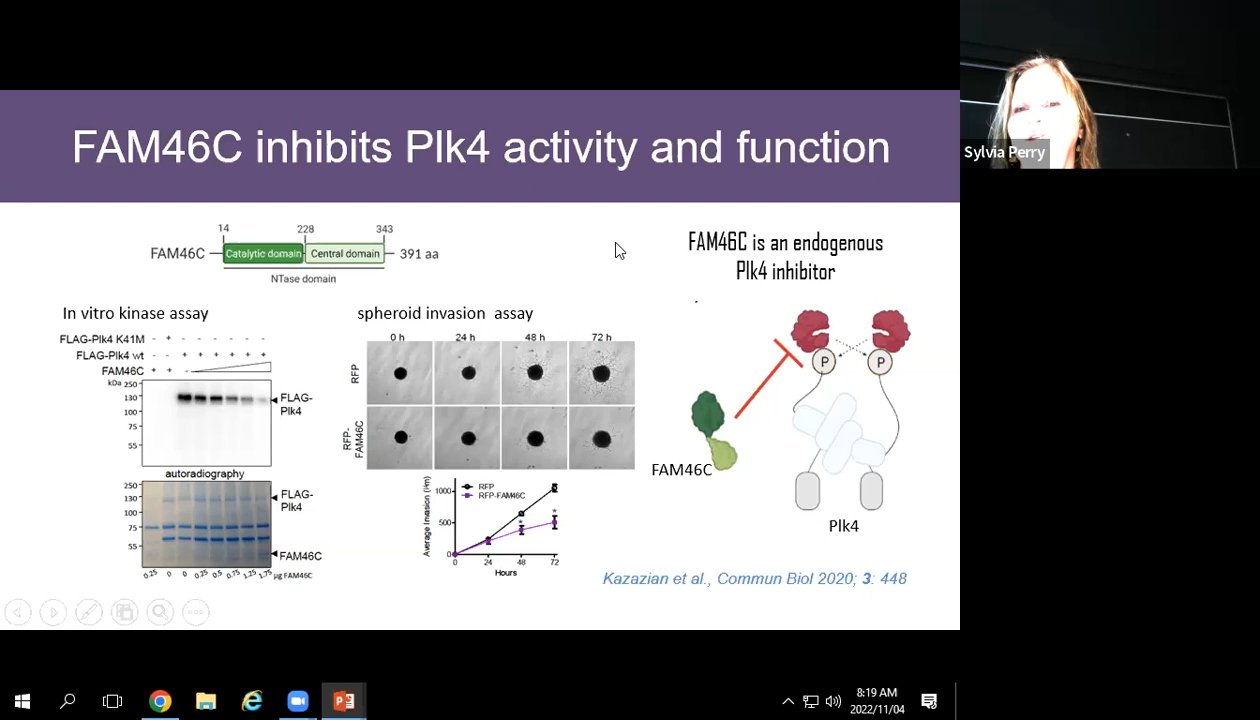 FAM46C inhibits Plk4 activity and function
Sylvia Perry
14 228 343
FAM46C Catalytic domain Central domain 391 aa
NTase domain
FAM46C is an endogenous
Plk4 inhibitor
In vitro kinase assay
FLAG-Plk4 K41M - + - - - - - -
FLAG-Plk4 wt - - + + + + + +
FAM46C + + -
kDa
250
130
100
75
55
FLAG-
Plk4
autoradiography
250
130
100
75
55
FLAG-
Plk4
FAM46C
0.25 0 0 0.25 0.5 0.75 1.25 1.75 µg FAM46C
spheroid invasion assay
0 h 24 h 48 h 72 h
RFP
RFP-
FAM46C
RFP
RFP-FAM46C
Average Invasion (µm)
1000
500
0
* *
0 24 48 72
Hours
P P
FAM46C
Plk4
Kazazian et al., Commun Biol 2020; 3: 448
8:19 AM
2022/11/04